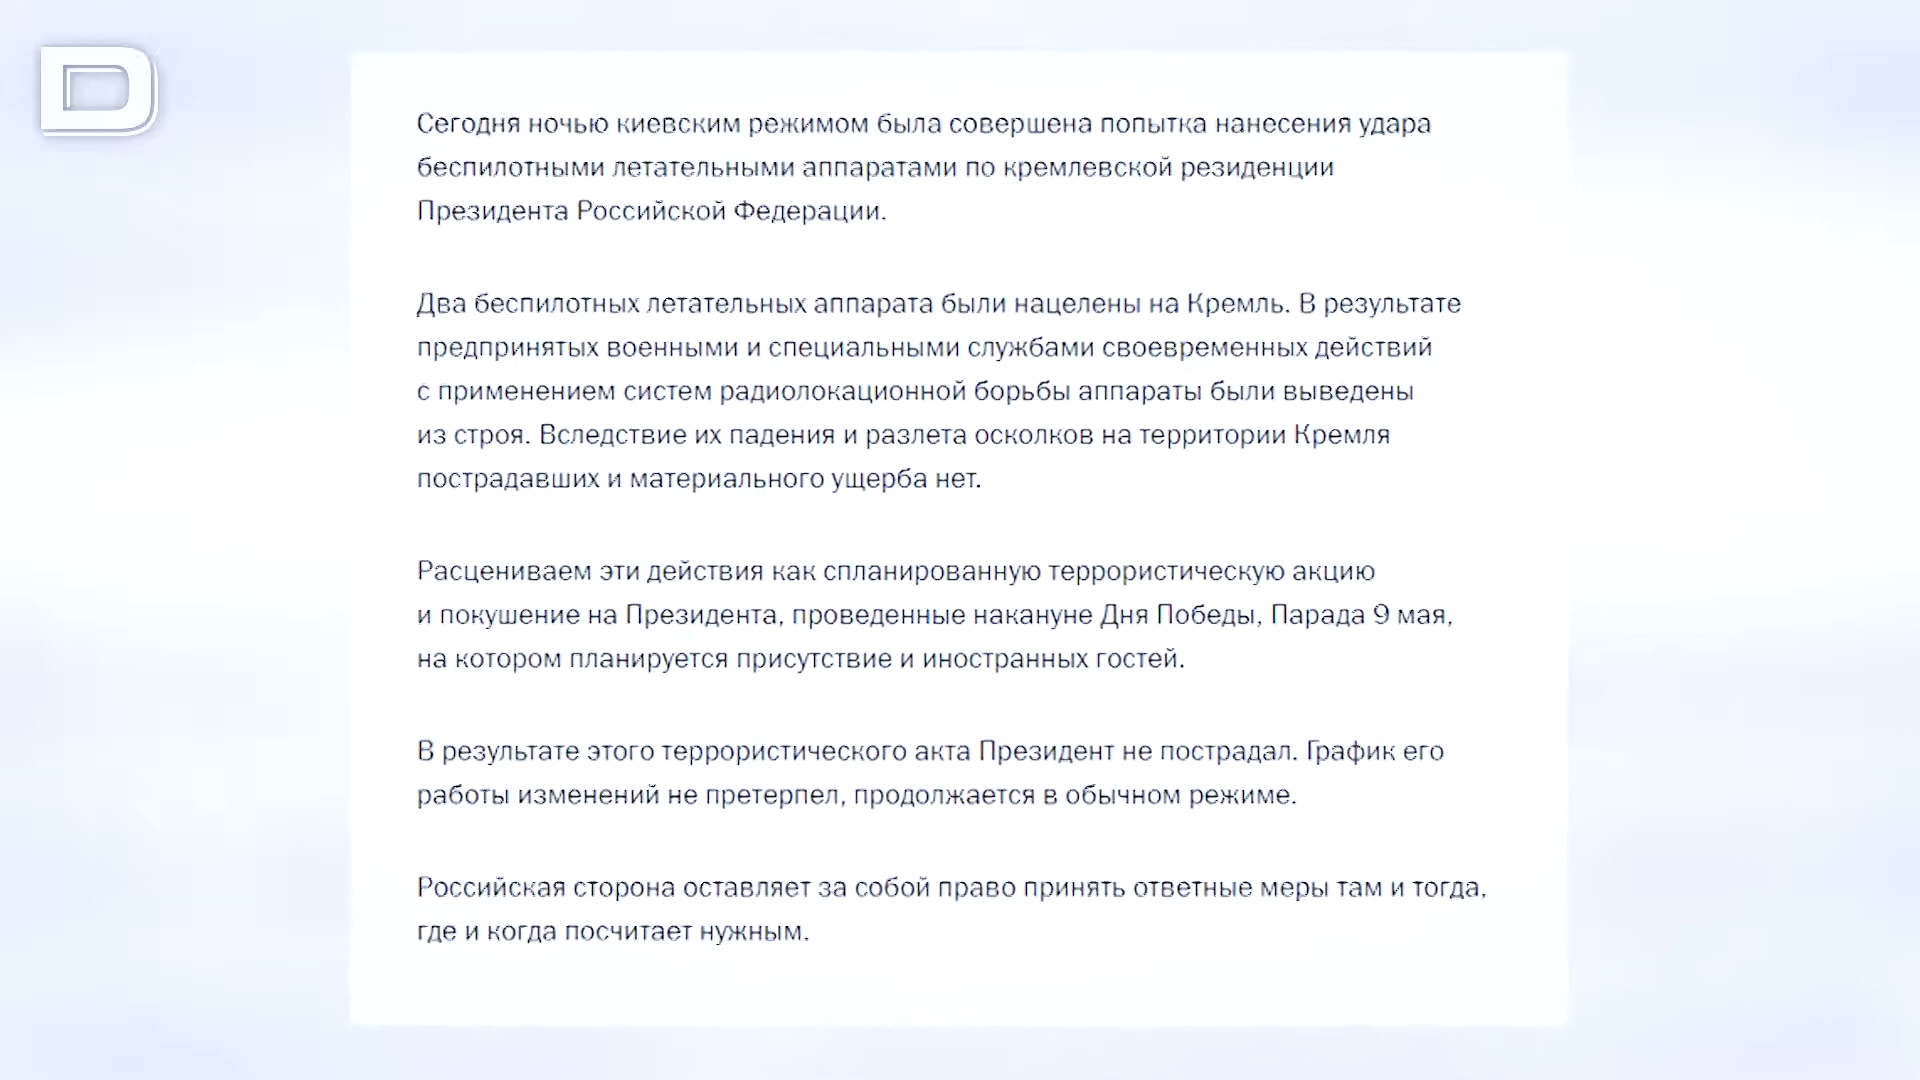 D
Сегодня ночью киевским режимом была совершена попытка нанесения удара
беспилотными летательными аппаратами по кремлевской резиденции
Президента Российской Федерации.
Два беспилотных летательных аппарата были нацелены на Кремль. В результате
предпринятых военными и специальными службами своевременных действий
с применением систем радиолокационной борьбы аппараты были выведены
из строя. Вследствие их падения и разлета осколков на территории Кремля
пострадавших и материального ущерба нет.
Расцениваем эти действия как спланированную террористическую акцию
и покушение на Президента, проведенные накануне Дня Победы, Парада 9 мая,
на котором планируется присутствие и иностранных гостей.
В результате этого террористического акта Президент не пострадал. График его
работы изменений не претерпел, продолжается в обычном режиме.
Российская сторона оставляет за собой право принять ответные меры там и тогда,
где и когда посчитает нужным.